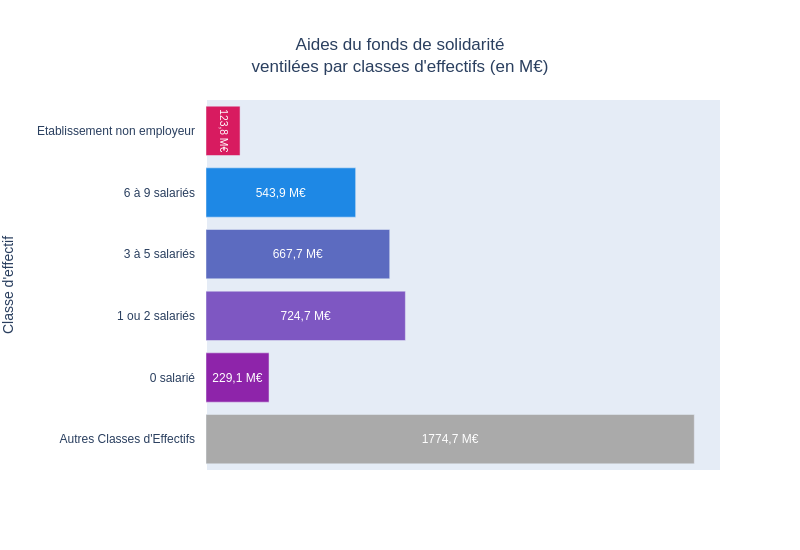 Aides du fonds de solidarité
ventilées par classes d'effectifs (en M€)
Classe d'effectif
Etablissement non employeur
123,8 M€
6 à 9 salariés
543,9 M€
3 à 5 salariés
667,7 M€
1 ou 2 salariés
724,7 M€
0 salarié
229,1 M€
Autres Classes d'Effectifs
1774,7 M€